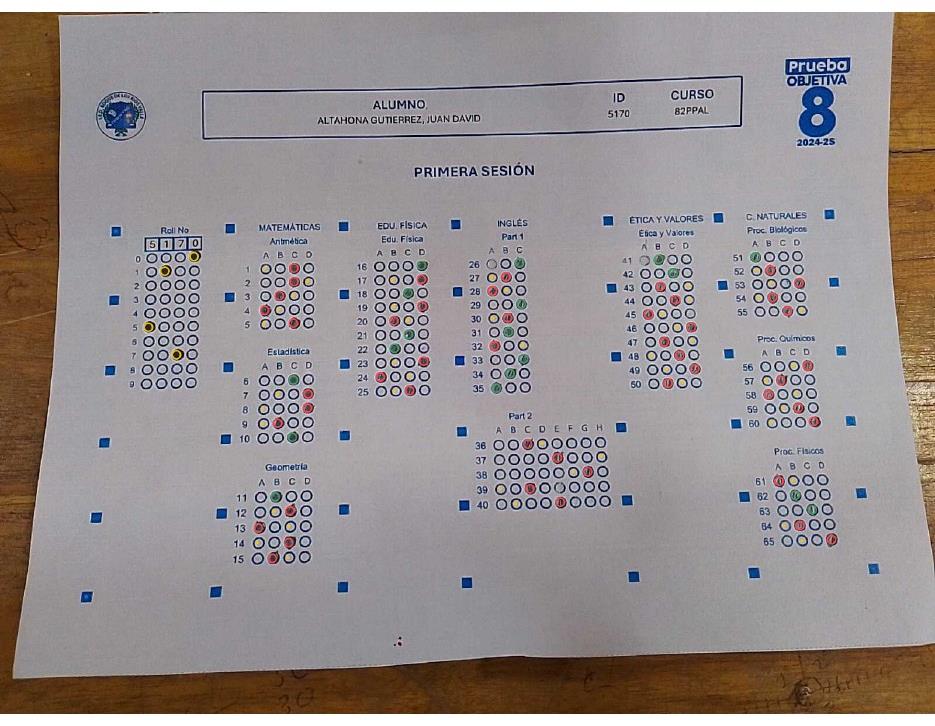 Prueba
OBJETIVA
8
2024-2S
ALUMNO
ALTAHONA GUTIERREZ, JUAN DAVID
ID
5170
CURSO
82PPAL
PRIMERA SESIÓN
Roll No
5 1 7 0
0
1
2
3
4
5
6
7
8
9
MATEMÁTICAS
Aritmética
A B C D
1
2
3
4
5
Estadística
A B C D
6
7
8
9
10
Geometría
A B C D
11
12
13
14
15
EDU. FÍSICA
Edu. Física
A B C D
16
17
18
19
20
21
22
23
24
25
INGLÉS
Part 1
A B C
26
27
28
29
30
31
32
33
34
35
Part 2
A B C D E F G H
36
37
38
39
40
ÉTICA Y VALORES
Ética y Valores
A B C D
41
42
43
44
45
46
47
48
49
50
C. NATURALES
Proc. Biológicos
A B C D
51
52
53
54
55
Proc. Químicos
A B C D
56
57
58
59
60
Proc. Físicos
A B C D
61
62
63
64
65